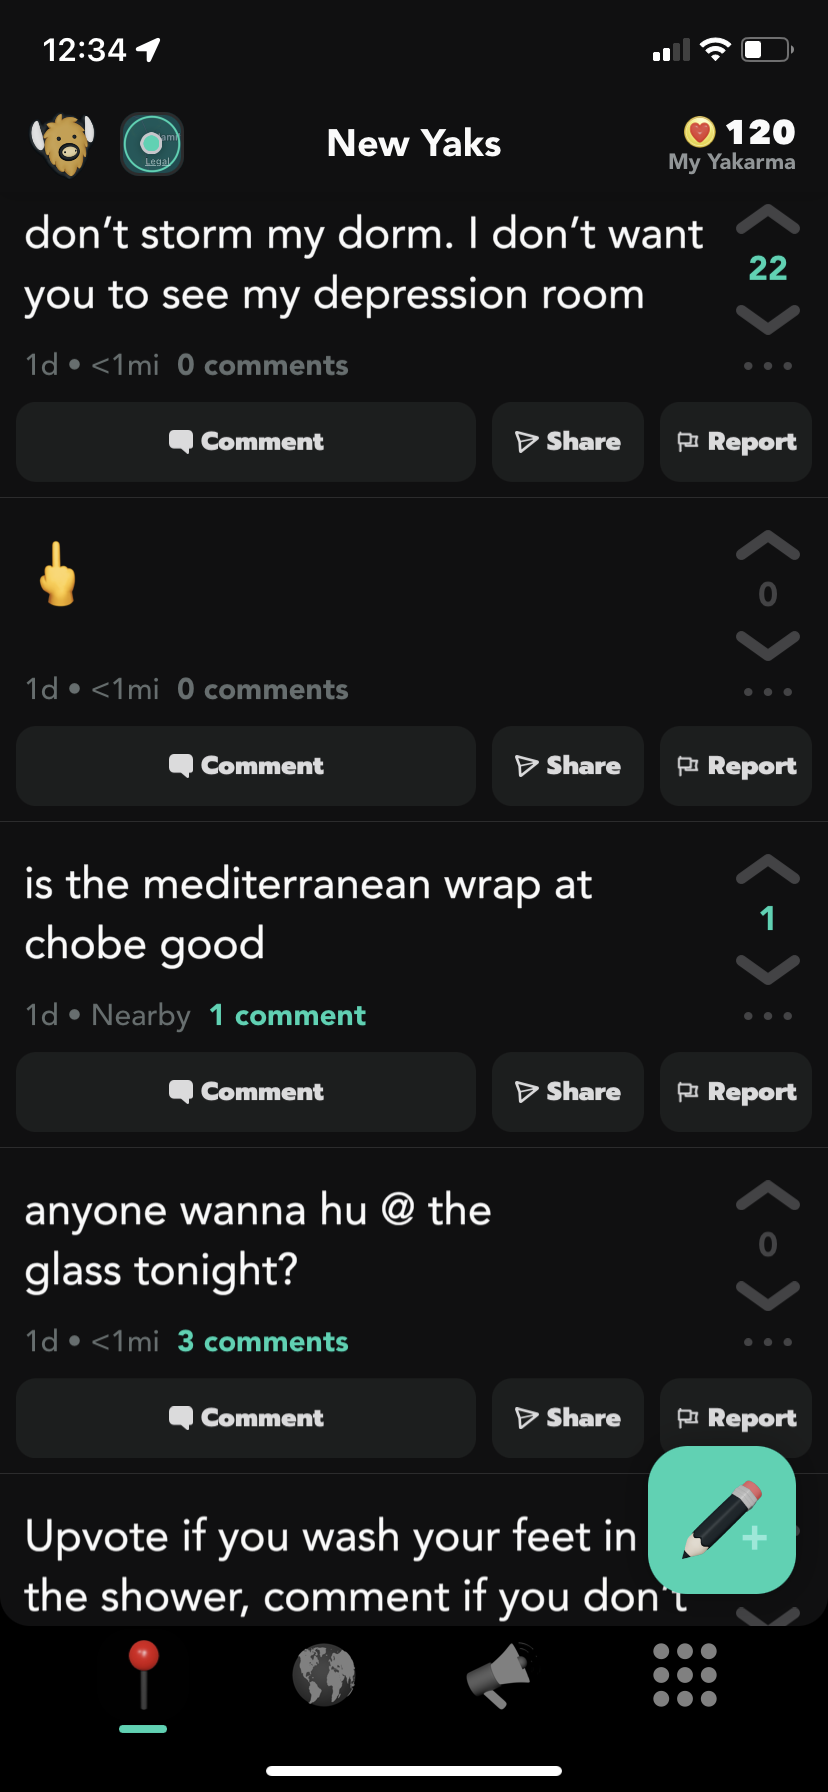 12:34
Legal
New Yaks
120
My Yakarma
don't storm my dorm. I don't want
22
you to see my depression room
1d • <1mi 0 comments
Comment Share Report
🖕
0
1d • <1mi 0 comments
Comment Share Report
is the mediterranean wrap at
1
chobe good
1d • Nearby 1 comment
Comment Share Report
anyone wanna hu @ the
0
glass tonight?
1d • <1mi 3 comments
Comment Share Report
Upvote if you wash your feet in
the shower, comment if you don't